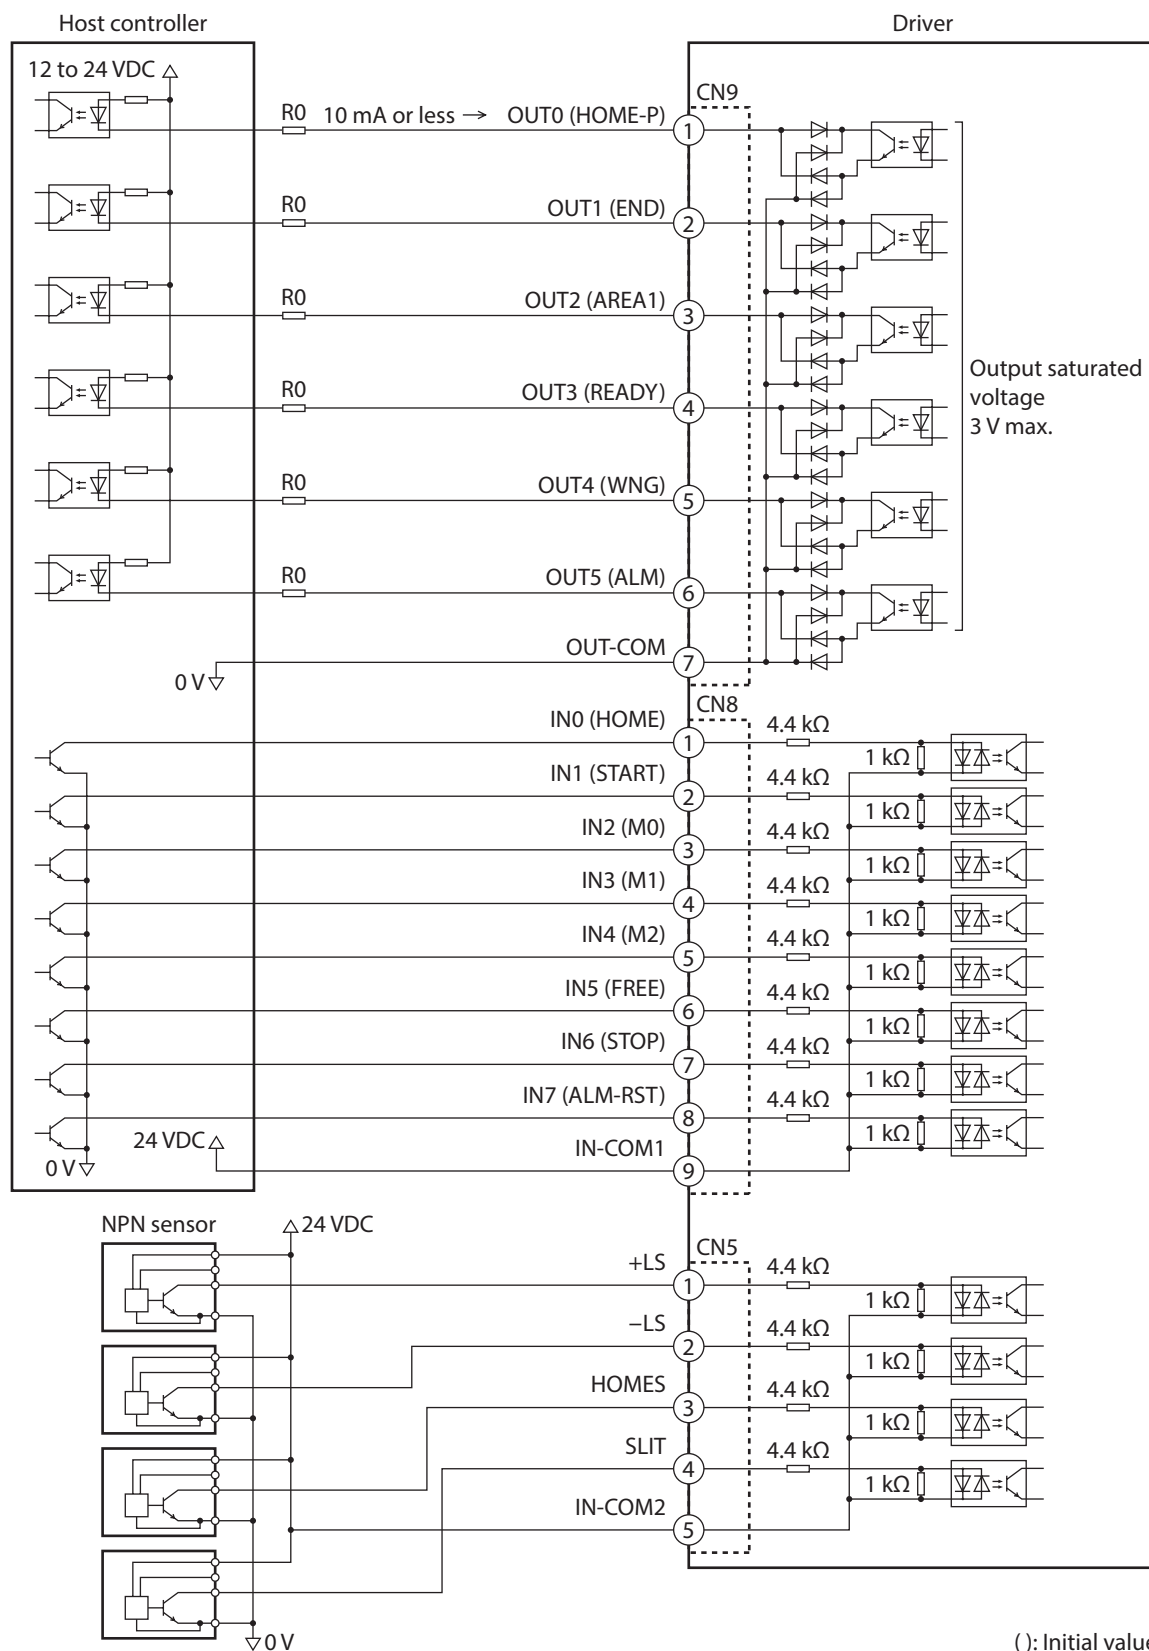 Host controller
Driver
12 to 24 VDC
CN9
R0 10 mA or less → OUT0 (HOME-P)
1
R0
OUT1 (END)
2
R0
OUT2 (AREA1)
3
Output saturated
voltage
3 V max.
R0
OUT3 (READY)
4
R0
OUT4 (WNG)
5
R0
OUT5 (ALM)
6
OUT-COM
7
0 V
CN8
IN0 (HOME)
1
4.4 kΩ
1 kΩ
IN1 (START)
2
4.4 kΩ
1 kΩ
IN2 (M0)
3
4.4 kΩ
1 kΩ
IN3 (M1)
4
4.4 kΩ
1 kΩ
IN4 (M2)
5
4.4 kΩ
1 kΩ
IN5 (FREE)
6
4.4 kΩ
1 kΩ
IN6 (STOP)
7
4.4 kΩ
1 kΩ
IN7 (ALM-RST)
8
4.4 kΩ
1 kΩ
24 VDC
IN-COM1
9
0 V
NPN sensor
24 VDC
CN5
+LS
1
4.4 kΩ
1 kΩ
−LS
2
4.4 kΩ
1 kΩ
HOMES
3
4.4 kΩ
1 kΩ
SLIT
4
4.4 kΩ
1 kΩ
IN-COM2
5
0 V
( ): Initial value